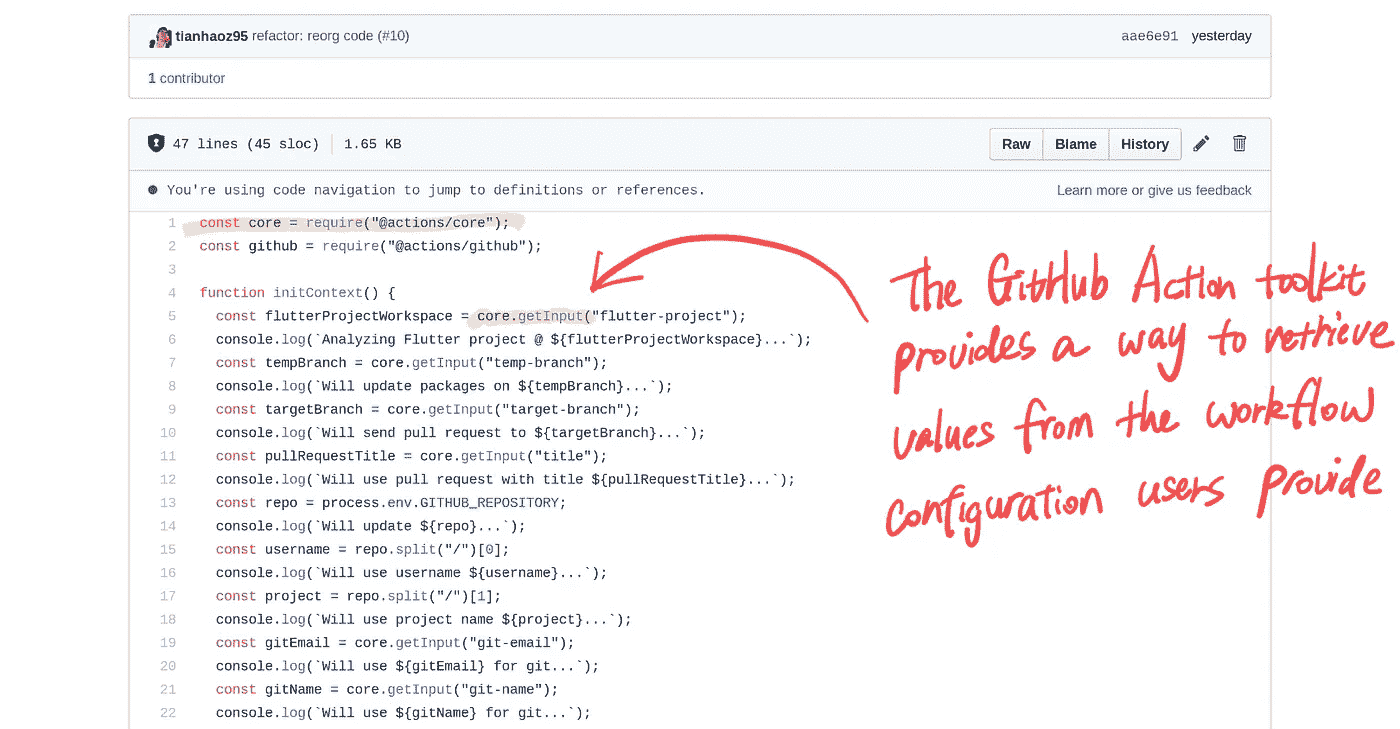 tianhaoz95 refactor: reorg code (#10) aae6e91 yesterday
1 contributor
47 lines (45 sloc) 1.65 KB Raw Blame History
You're using code navigation to jump to definitions or references. Learn more or give us feedback
1 const core = require("@actions/core");
2 const github = require("@actions/github");
3
4 function initContext() {
5 const flutterProjectWorkspace = core.getInput("flutter-project");
6 console.log(`Analyzing Flutter project @ ${flutterProjectWorkspace}...`);
7 const tempBranch = core.getInput("temp-branch");
8 console.log(`Will update packages on ${tempBranch}...`);
9 const targetBranch = core.getInput("target-branch");
10 console.log(`Will send pull request to ${targetBranch}...`);
11 const pullRequestTitle = core.getInput("title");
12 console.log(`Will use pull request with title ${pullRequestTitle}...`);
13 const repo = process.env.GITHUB_REPOSITORY;
14 console.log(`Will update ${repo}...`);
15 const username = repo.split("/")[0];
16 console.log(`Will use username ${username}...`);
17 const project = repo.split("/")[1];
18 console.log(`Will use project name ${project}...`);
19 const gitEmail = core.getInput("git-email");
20 console.log(`Will use ${gitEmail} for git...`);
21 const gitName = core.getInput("git-name");
22 console.log(`Will use ${gitName} for git...`);
The GitHub Action toolkit
provides a way to retrieve
values from the workflow
configuration users provide